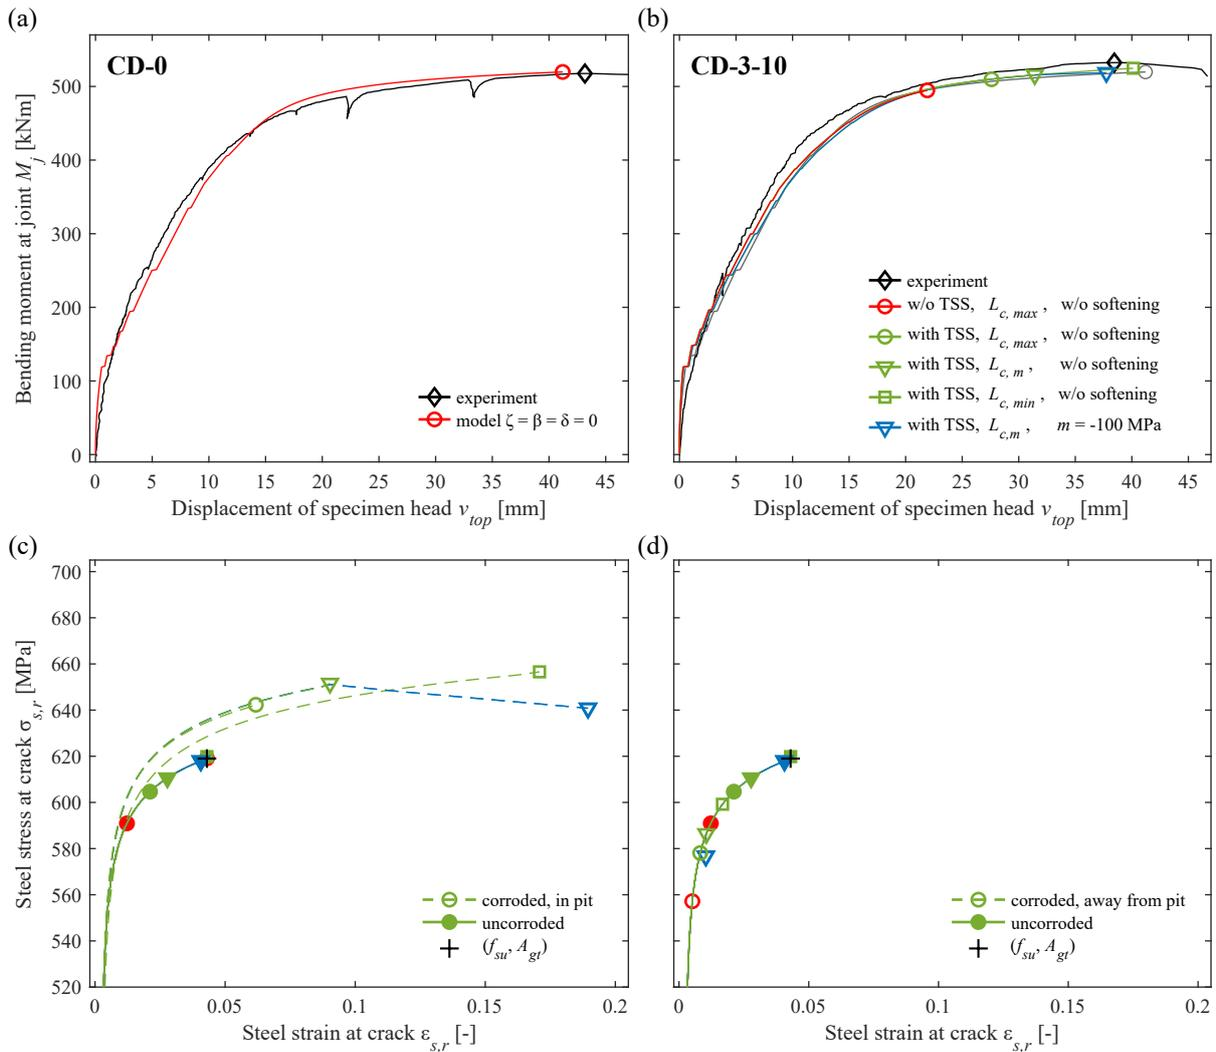 (a)
(b)
CD-0
CD-3-10
Bending moment at joint M_j [kNm]
500
400
300
200
100
0
experiment
model ζ = β = δ = 0
experiment
w/o TSS, L_c, max , w/o softening
with TSS, L_c, max , w/o softening
with TSS, L_c, m , w/o softening
with TSS, L_c, min , w/o softening
with TSS, L_c,m , m = -100 MPa
0 5 10 15 20 25 30 35 40 45
0 5 10 15 20 25 30 35 40 45
Displacement of specimen head v_top [mm]
Displacement of specimen head v_top [mm]
(c)
(d)
Steel stress at crack σ_s,r [MPa]
700
680
660
640
620
600
580
560
540
520
corroded, in pit
uncorroded
(f_su, A_gt)
corroded, away from pit
uncorroded
(f_su, A_gt)
0 0.05 0.1 0.15 0.2
0 0.05 0.1 0.15 0.2
Steel strain at crack ε_s,r [-]
Steel strain at crack ε_s,r [-]